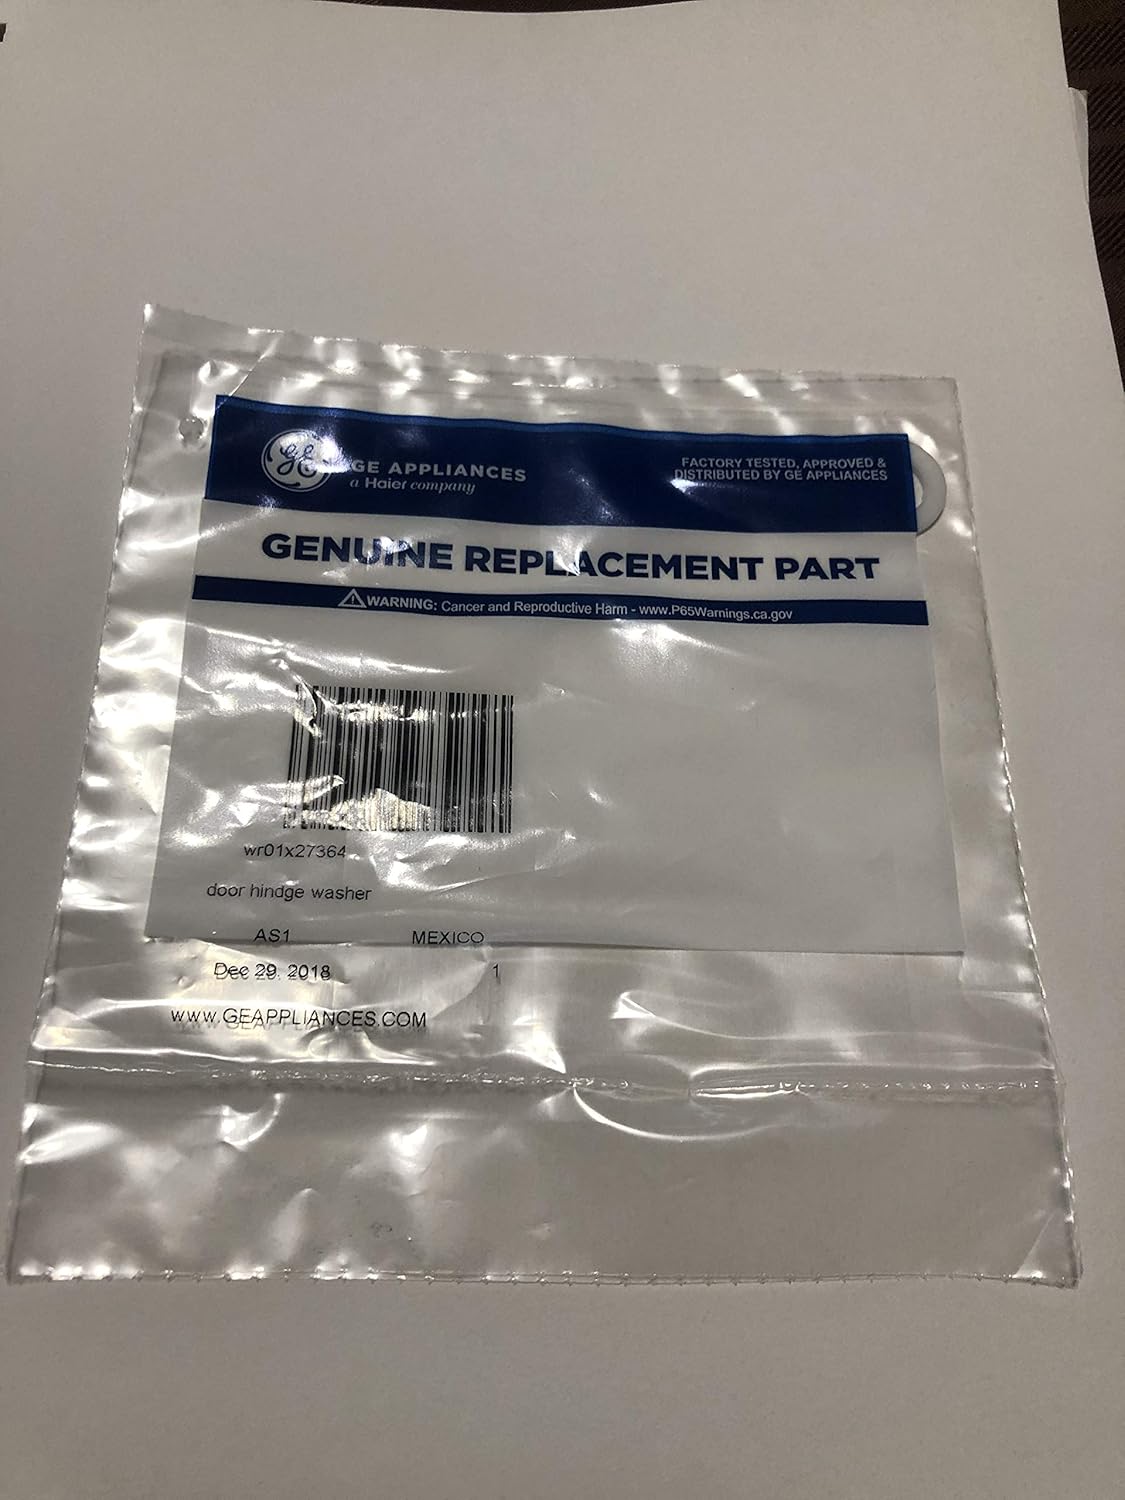 GE GE APPLIANCES
a Haier company
FACTORY TESTED, APPROVED &
DISTRIBUTED BY GE APPLIANCES
GENUINE REPLACEMENT PART
WARNING: Cancer and Reproductive Harm - www.P65Warnings.ca.gov
wr01x27364
door hindge washer
AS1 MEXICO
Dec 29. 2018 1
www.GEAPPLIANCES.COM